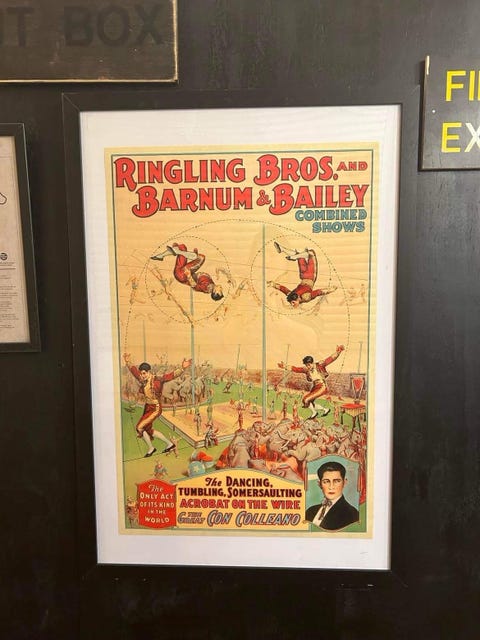 T BOX
FI
EX
RINGLING BROS. AND
BARNUM & BAILEY
COMBINED
SHOWS
The
ONLY ACT
OF ITS KIND
IN THE
WORLD
The DANCING,
TUMBLING, SOMERSAULTING
ACROBAT ON THE WIRE
THE GREAT CON COLLEANO